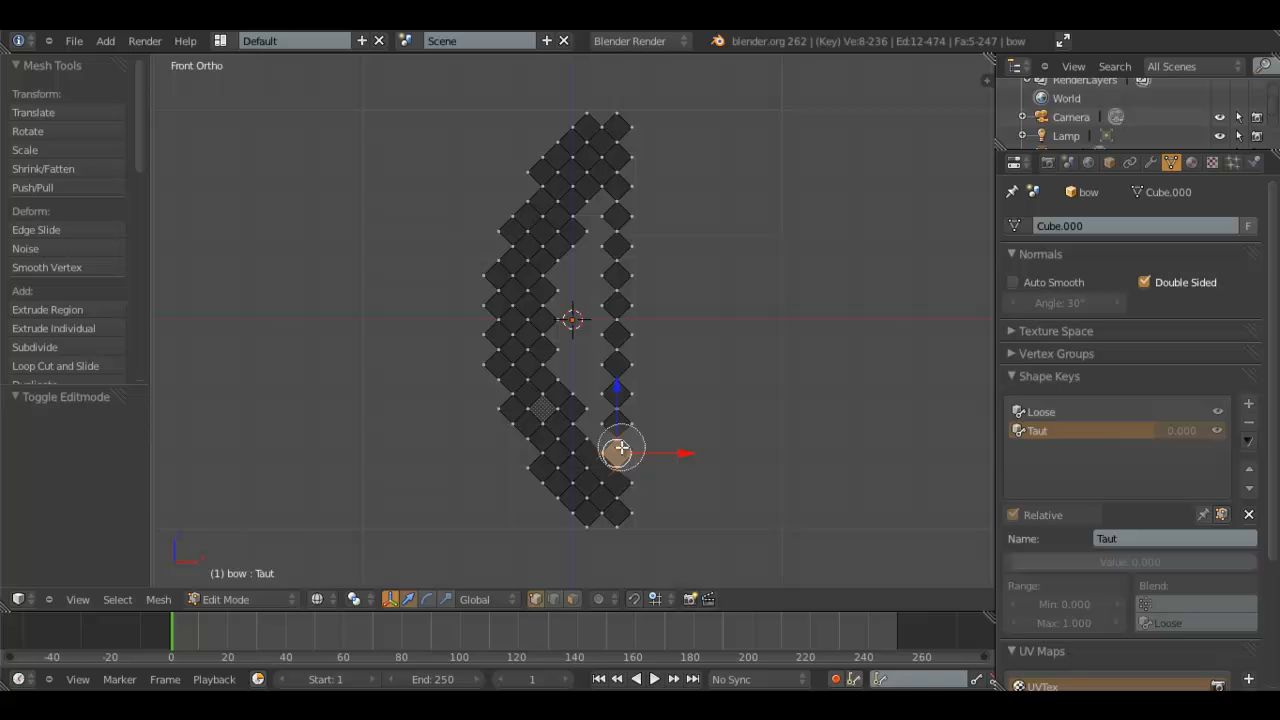 File Add Render Help Default Scene Blender Render blender.org 262 | (Key) Ve:8-236 | Ed:12-474 | Fa:5-247 | bow
Mesh Tools
Transform:
Translate
Rotate
Scale
Shrink/Fatten
Push/Pull
Deform:
Edge Slide
Noise
Smooth Vertex
Add:
Extrude Region
Extrude Individual
Subdivide
Loop Cut and Slide
Duplicate
Toggle Editmode
Front Ortho
(1) bow : Taut
View Select Mesh Edit Mode Global
View Search All Scenes
RenderLayers
World
Camera
Lamp
bow Cube.000
Cube.000 F
Normals
Auto Smooth Double Sided
Angle: 30°
Texture Space
Vertex Groups
Shape Keys
Loose
Taut 0.000
Relative
Name: Taut
Value: 0.000
Range: Blend:
Min: 0.000
Max: 1.000 Loose
UV Maps
UVTex
-40 -20 0 20 40 60 80 100 120 140 160 180 200 220 240 260
View Marker Frame Playback Start: 1 End: 250 1 No Sync